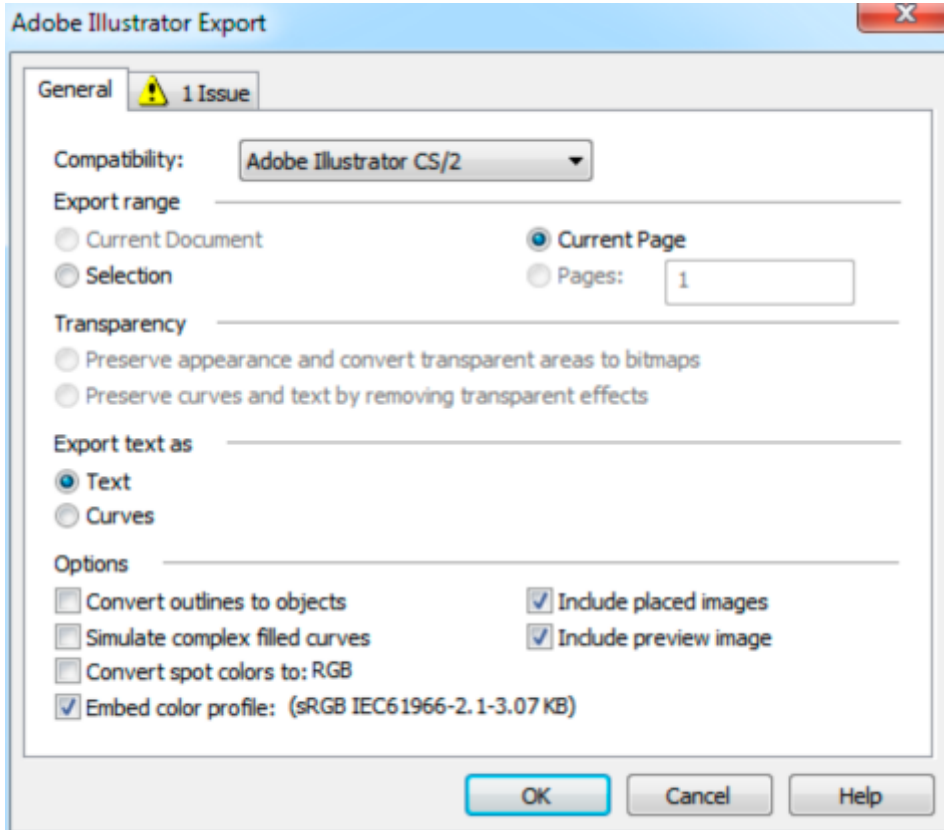 Adobe Illustrator Export
General
1 Issue
Compatibility: Adobe Illustrator CS/2
Export range
Current Document Current Page
Selection Pages: 1
Transparency
Preserve appearance and convert transparent areas to bitmaps
Preserve curves and text by removing transparent effects
Export text as
Text
Curves
Options
Convert outlines to objects Include placed images
Simulate complex filled curves Include preview image
Convert spot colors to: RGB
Embed color profile: (sRGB IEC61966-2.1-3.07 KB)
OK Cancel Help